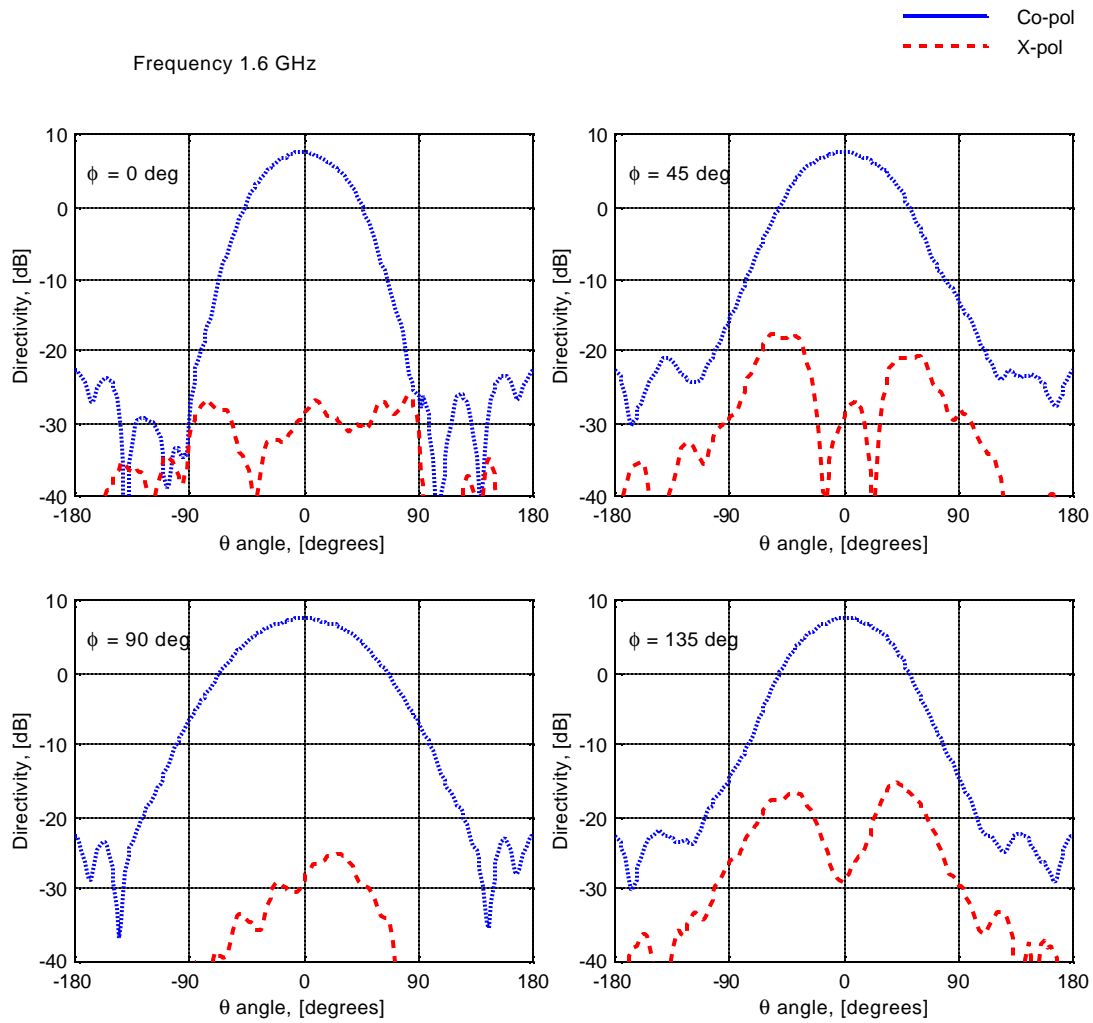 Co-pol
X-pol
Frequency 1.6 GHz
10
0
-10
-20
-30
-40
Directivity, [dB]
ϕ = 0 deg
-180
-90
0
90
180
θ angle, [degrees]
10
0
-10
-20
-30
-40
Directivity, [dB]
ϕ = 45 deg
-180
-90
0
90
180
θ angle, [degrees]
10
0
-10
-20
-30
-40
Directivity, [dB]
ϕ = 90 deg
-180
-90
0
90
180
θ angle, [degrees]
10
0
-10
-20
-30
-40
Directivity, [dB]
ϕ = 135 deg
-180
-90
0
90
180
θ angle, [degrees]